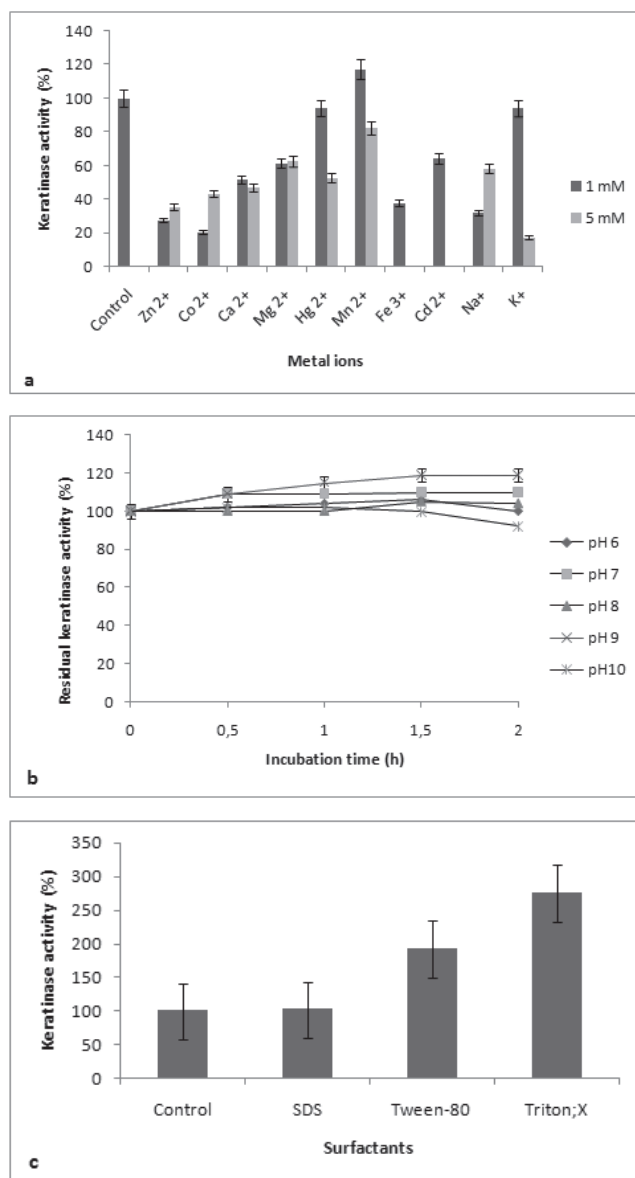 140
120
100
80
60
40
20
0
Keratinase activity (%)
Control
Zn 2+
Co 2+
Ca 2+
Mg 2+
Hg 2+
Mn 2+
Fe 3+
Cd 2+
Na+
K+
Metal ions
1 mM
5 mM
a
140
120
100
80
60
40
20
0
Residual keratinase activity (%)
0
0,5
1
1,5
2
Incubation time (h)
pH 6
pH 7
pH 8
pH 9
pH10
b
350
300
250
200
150
100
50
0
Keratinase activity (%)
Control
SDS
Tween-80
Triton;X
Surfactants
c